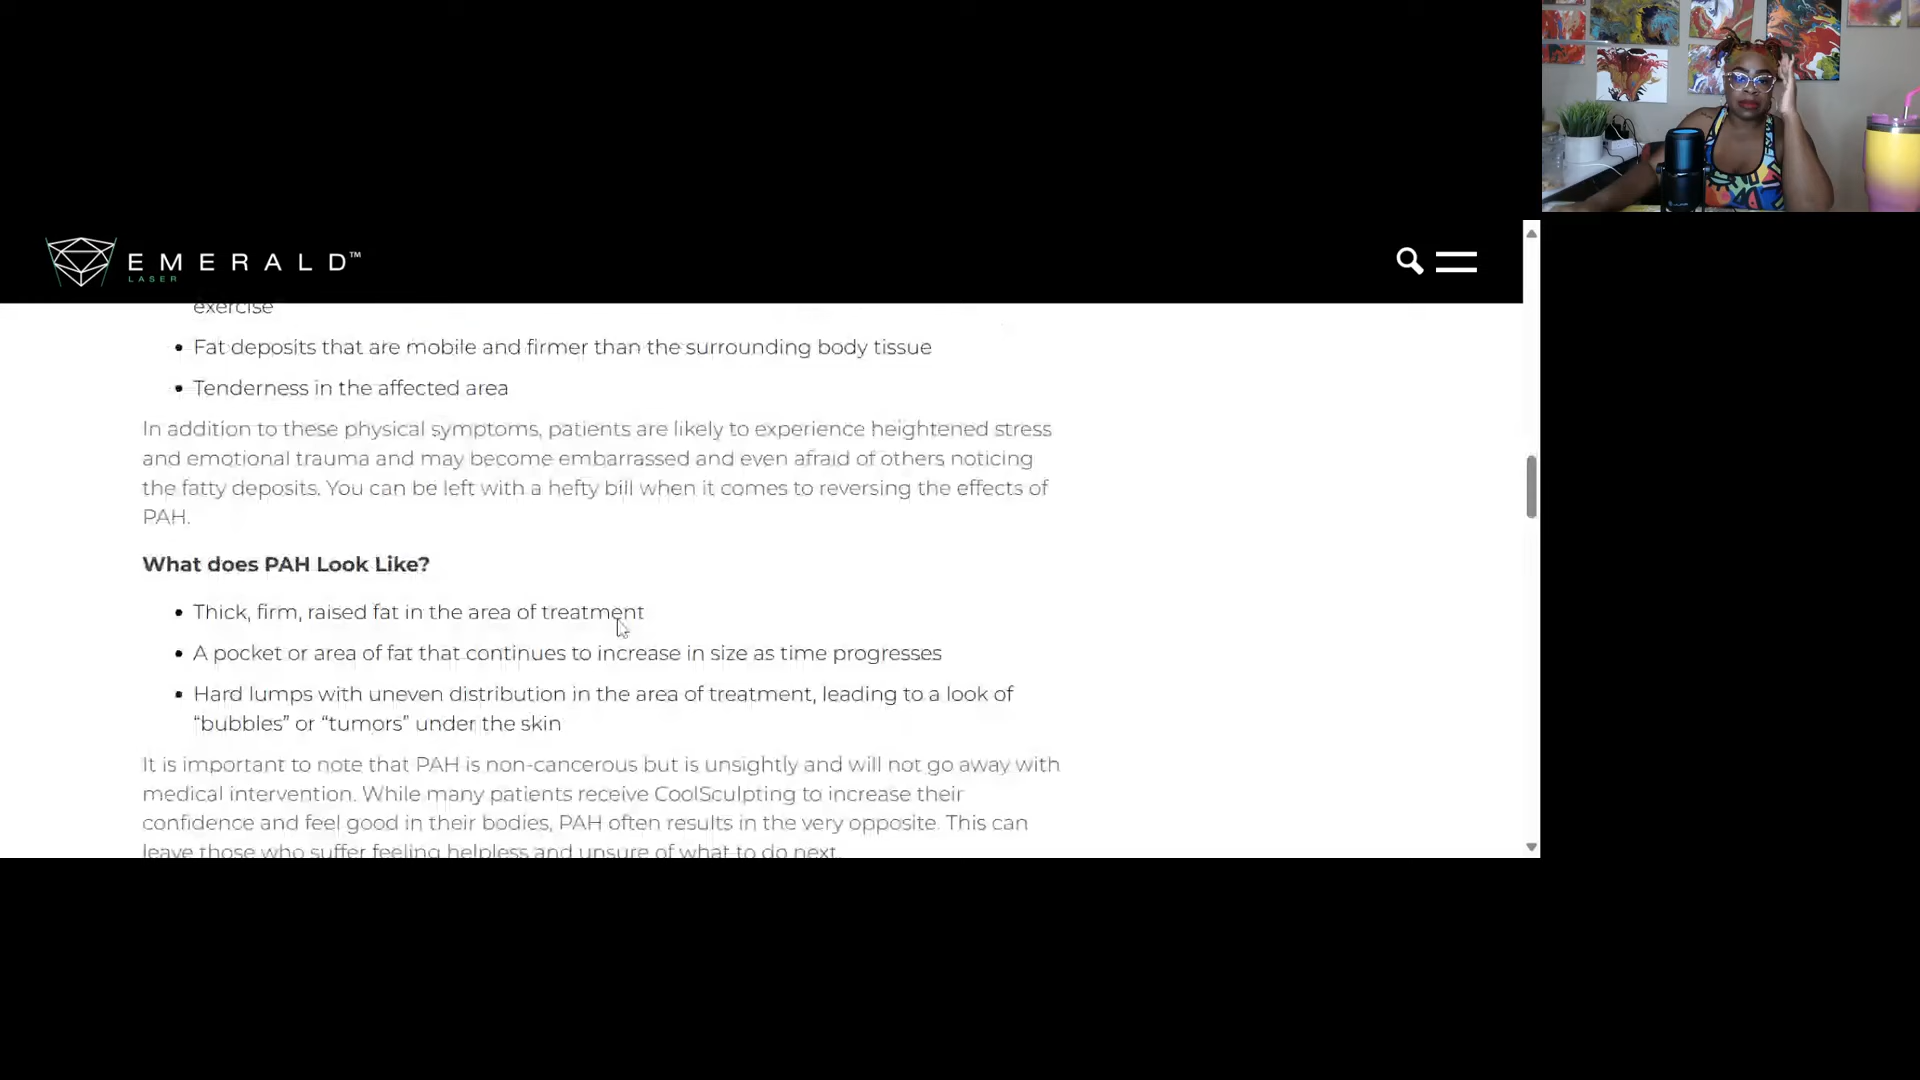 EMERALD™
LASER
exercise
• Fat deposits that are mobile and firmer than the surrounding body tissue
• Tenderness in the affected area
In addition to these physical symptoms, patients are likely to experience heightened stress
and emotional trauma and may become embarrassed and even afraid of others noticing
the fatty deposits. You can be left with a hefty bill when it comes to reversing the effects of
PAH.
What does PAH Look Like?
• Thick, firm, raised fat in the area of treatment
• A pocket or area of fat that continues to increase in size as time progresses
• Hard lumps with uneven distribution in the area of treatment, leading to a look of
“bubbles” or “tumors” under the skin
It is important to note that PAH is non-cancerous but is unsightly and will not go away with
medical intervention. While many patients receive CoolSculpting to increase their
confidence and feel good in their bodies, PAH often results in the very opposite. This can
leave those who suffer feeling helpless and unsure of what to do next.